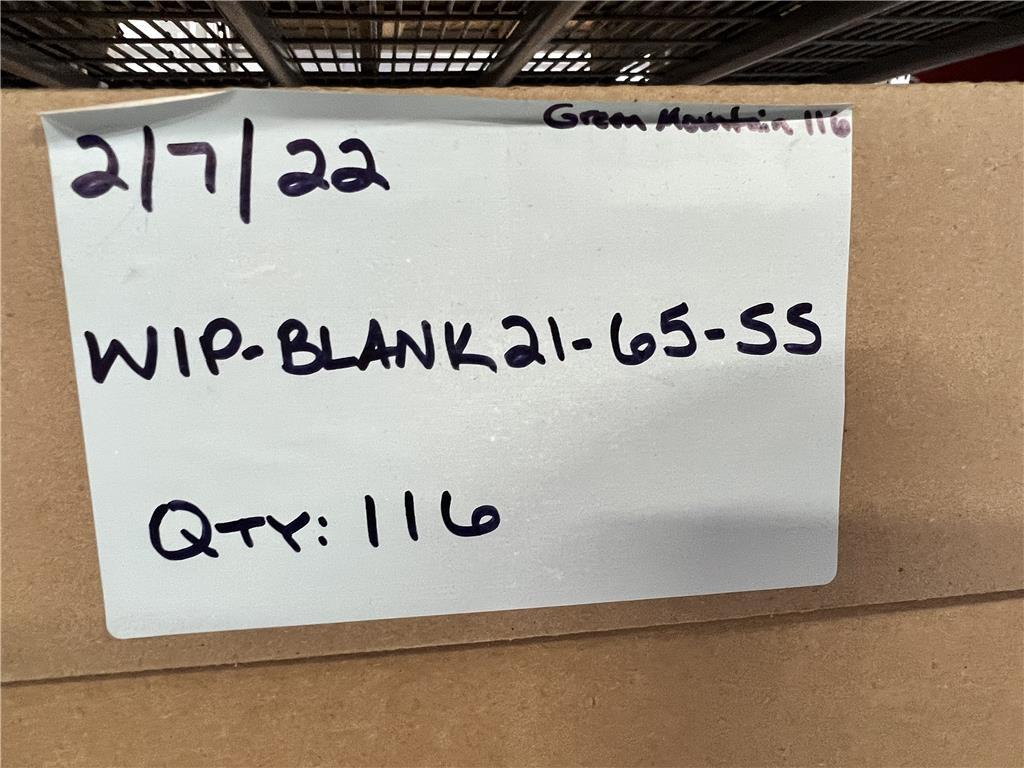 Green Mountain 116
2/7/22
WIP-BLANK21-65-SS
QTY: 116